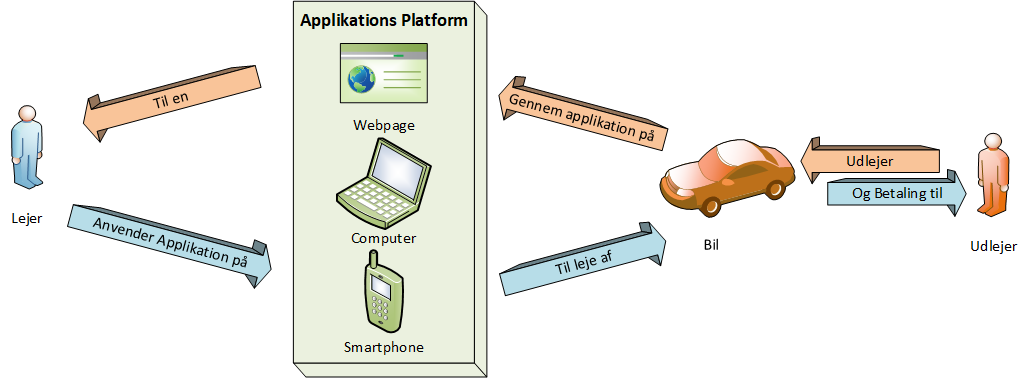 Applikations Platform
Til en
Webpage
Gennem applikation på
Udlejer
Og Betaling til
Lejer
Anvender Applikation på
Computer
Til leje af
Bil
Udlejer
Smartphone